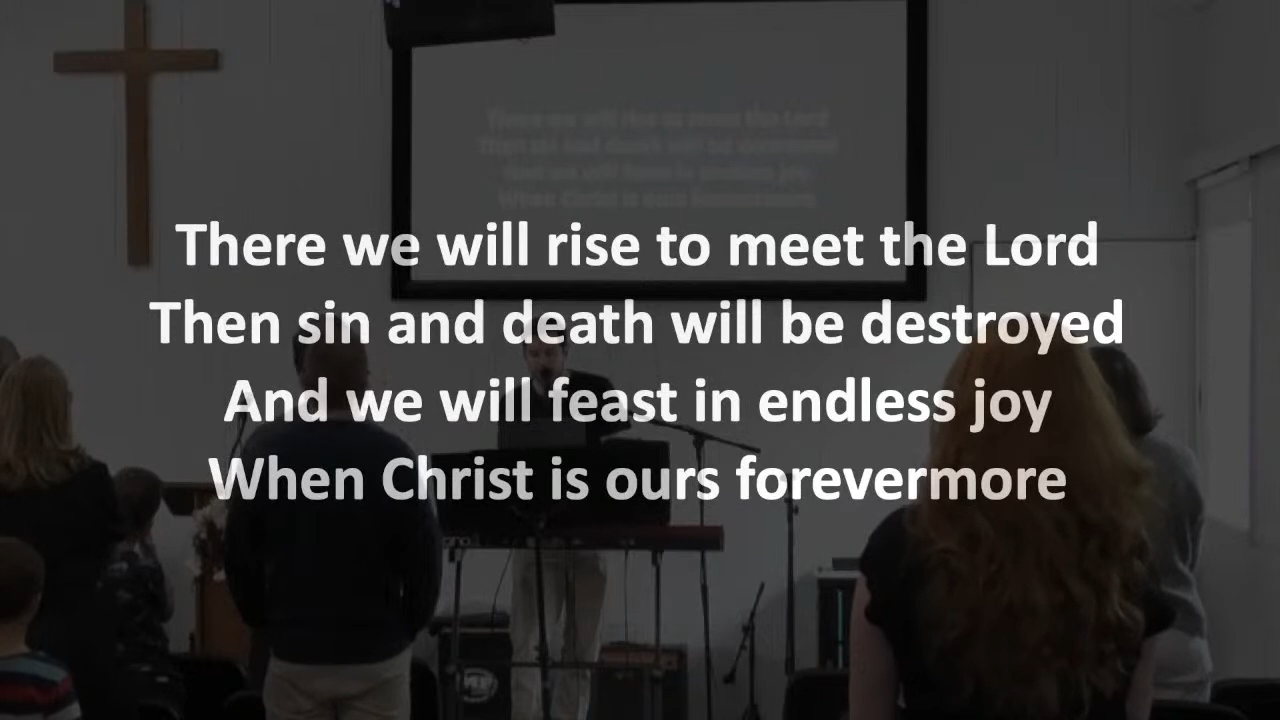 There we will rise to meet the Lord
Then sin and death will be destroyed
And we will feast in endless joy
When Christ is ours forevermore